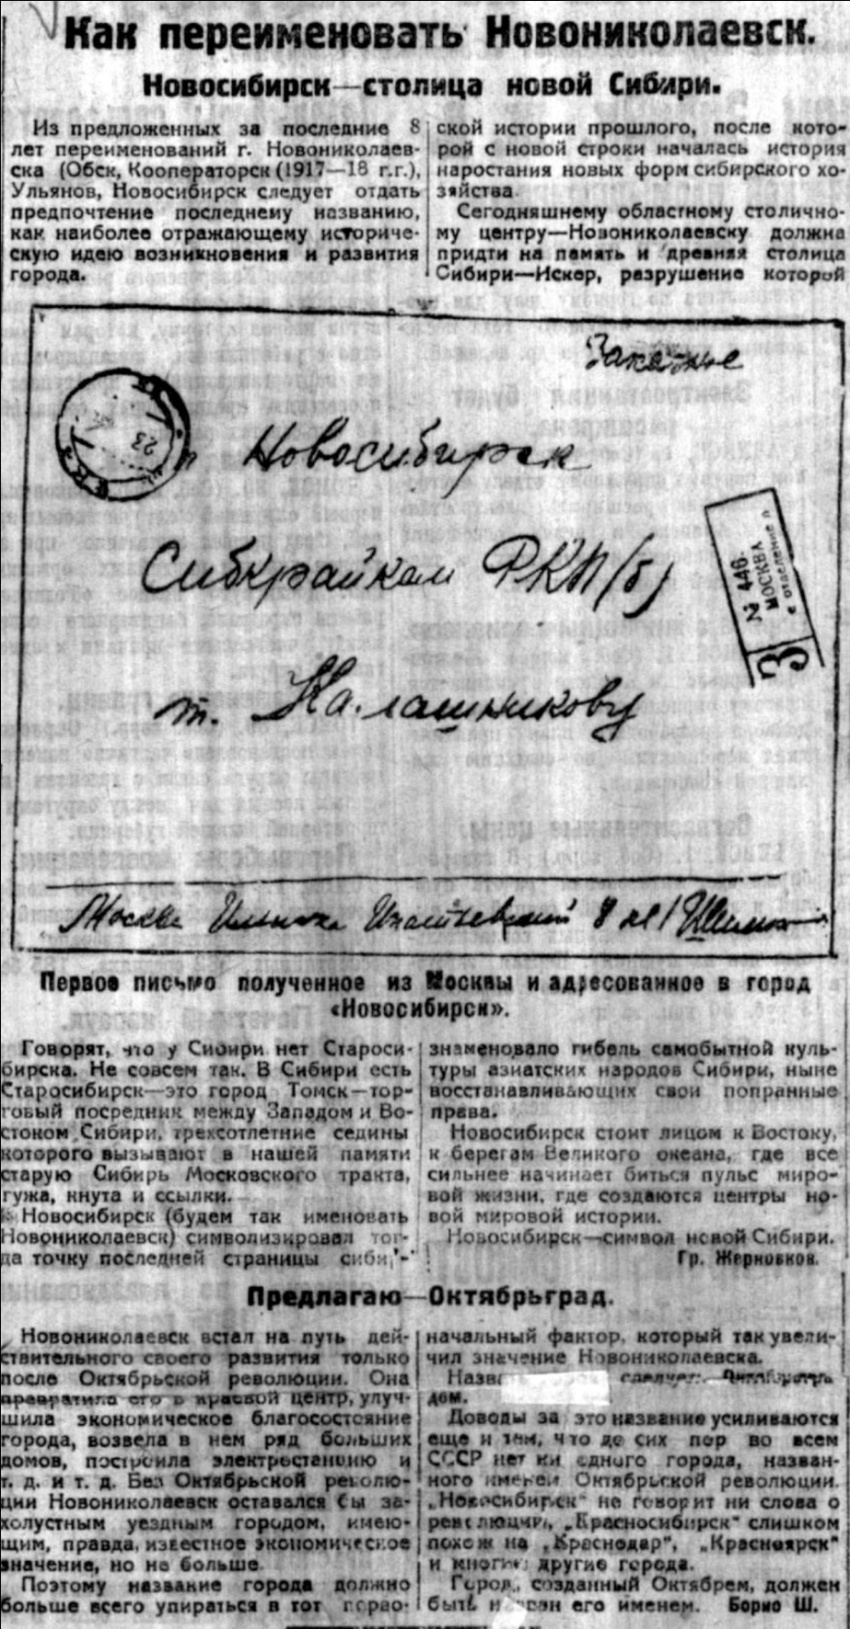 Как переименовать Новониколаевск.
Новосибирск—столица новой Сибири.
Из предложенных за последние 8
лет переименований г. Новониколаев-
ска (Обск, Кооператорск (1917—18 г.г.),
Ульянов, Новосибирск следует отдать
предпочтение последнему названию,
как наиболее отражающему историче-
скую идею возникновения и развития
города.
ской истории прошлого, после кото-
рой с новой строки началась история
наростания новых форм сибирского хо-
зяйства.
Сегодняшнему областному столично-
му центру—Новониколаевску должна
придти на память и древняя столица
Сибири—Искер, разрушение которой
Заказное
23
Новосибирск
Сибкрайком РКП(б)
т. Калашникову
№ 446.
МОСКВА
отделение
З
Москва Ильинка Ипатьевский
Первое письмо полученное из Москвы и адресованное в город
«Новосибирск».
Говорят, что у Сибири нет Староси-
бирска. Не совсем так. В Сибири есть
Старосибирск—это город Томск—тор-
говый посредник между Западом и Во-
стоком Сибири, трехсотлетние седины
которого вызывают в нашей памяти
старую Сибирь Московского тракта,
гужа, кнута и ссылки.
Новосибирск (будем так именовать
Новониколаевск) символизировал тог-
да точку последней страницы сибир-
знаменовало гибель самобытной куль-
туры азиатских народов Сибири, ныне
восстанавливающих свои попранные
права.
Новосибирск стоит лицом к Востоку,
к берегам Великого океана, где все
сильнее начинает биться пульс миро-
вой жизни, где создаются центры но-
вой мировой истории.
Новосибирск—символ новой Сибири.
Гр. Жерновков.
Предлагаю—Октябрьград.
Новониколаевск встал на путь дей-
ствительного своего развития только
после Октябрьской революции. Она
превратила его в краевой центр, улуч-
шила экономическое благосостояние
города, возвела в нем ряд больших
домов, построила электростанцию и
т. д. и т. д. Без Октябрьской револю-
ции Новониколаевск оставался бы за-
холустным уездным городом, имею-
щим, правда, известное экономическое
значение, но не больше.
Поэтому название города должно
больше всего упираться в тот перво-
начальный фактор, который так увели-
чил значение Новониколаевска.
Назва следует Октябрьгра-
дом.
Доводы за это название усиливаются
еще и тем, что до сих пор во всем
СССР нет ни одного города, назван-
ного именем Октябрьской революции.
„Новосибирск" не говорит ни слова о
революции, „Красносибирск" слишком
похож на „Краснодар", „Красноярск"
и многие другие города.
Город, созданный Октябрем, должен
быть назван его именем. Борис Ш.